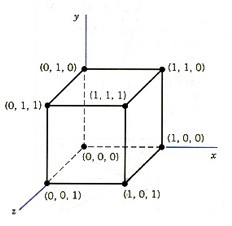 y
(0, 1, 0)
(1, 1, 0)
(0, 1, 1)
(1, 1, 1)
(1, 0, 0)
(0, 0, 0)
x
(0, 0, 1)
(1, 0, 1)
z